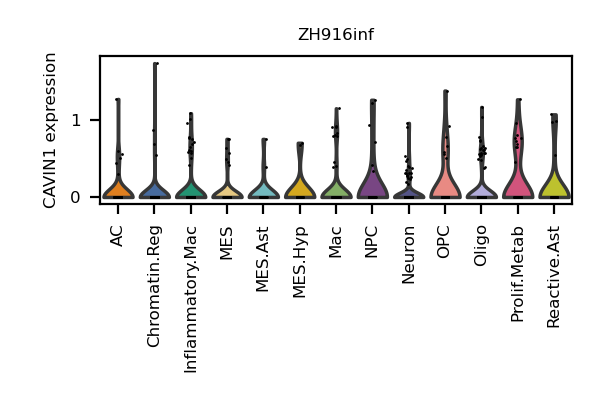 ZH916inf
CAVIN1 expression
1
0
AC
Chromatin.Reg
Inflammatory.Mac
MES
MES.Ast
MES.Hyp
Mac
NPC
Neuron
OPC
Oligo
Prolif.Metab
Reactive.Ast